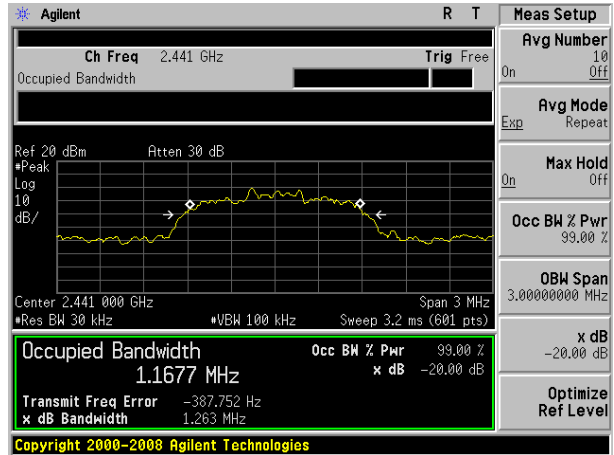 Agilent R T
Ch Freq 2.441 GHz Trig Free
Occupied Bandwidth
Ref 20 dBm Atten 30 dB
#Peak
Log
10
dB/
Center 2.441 000 GHz Span 3 MHz
#Res BW 30 kHz #VBW 100 kHz Sweep 3.2 ms (601 pts)
Occupied Bandwidth Occ BW % Pwr 99.00 %
1.1677 MHz x dB -20.00 dB
Transmit Freq Error -387.752 Hz
x dB Bandwidth 1.263 MHz
Copyright 2000-2008 Agilent Technologies
Meas Setup
Avg Number
10
On Off
Avg Mode
Exp Repeat
Max Hold
On Off
Occ BW % Pwr
99.00 %
OBW Span
3.00000000 MHz
x dB
-20.00 dB
Optimize
Ref Level